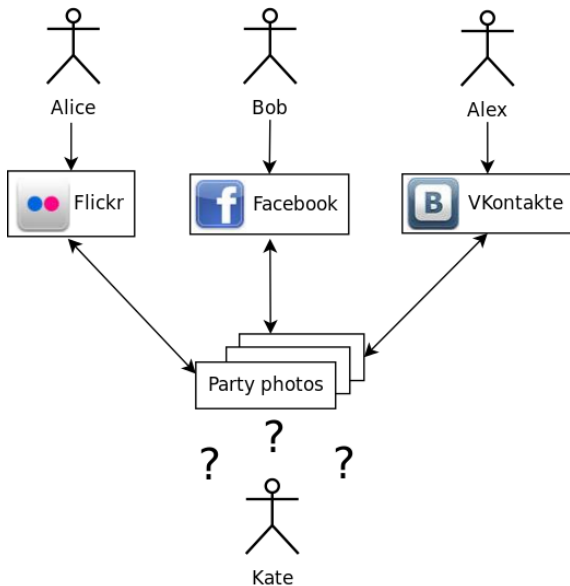 Alice
Bob
Alex
Flickr
f
Facebook
B
VKontakte
Party photos
?
?
?
Kate